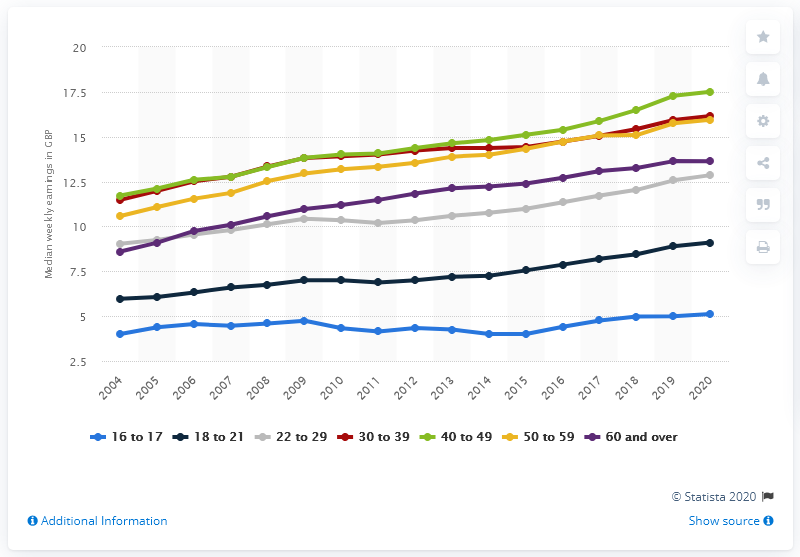 20
17.5
15
12.5
10
7.5
5
2.5
Median weekly earnings in GBP
2004 2005 2006 2007 2008 2009 2010 2011 2012 2013 2014 2015 2016 2017 2018 2019 2020
16 to 17 18 to 21 22 to 29 30 to 39 40 to 49 50 to 59 60 and over
© Statista 2020
Additional Information Show source